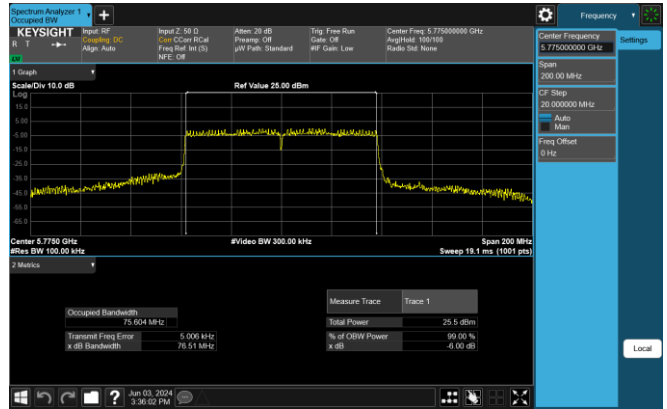 Spectrum Analyzer 1
Occupied BW
KEYSIGHT
R T
Input: RF
Coupling: DC
Align: Auto
Input Z: 50 Ω
Corr CCorr RCal
Freq Ref: Int (S)
NFE: Off
Atten: 20 dB
Preamp: Off
µW Path: Standard
Trig: Free Run
Gate: Off
#IF Gain: Low
Center Freq: 5.775000000 GHz
Avg|Hold: 100/100
Radio Std: None
1 Graph
Scale/Div 10.0 dB
Ref Value 25.00 dBm
Log
15.0
5.00
-5.00
-15.0
-25.0
-35.0
-45.0
-55.0
-65.0
Center 5.7750 GHz
#Video BW 300.00 kHz
Span 200 MHz
#Res BW 100.00 kHz
Sweep 19.1 ms (1001 pts)
2 Metrics
Occupied Bandwidth
75.604 MHz
Transmit Freq Error 5.006 kHz
x dB Bandwidth 76.51 MHz
Measure Trace Trace 1
Total Power 25.5 dBm
% of OBW Power 99.00 %
x dB -6.00 dB
Jun 03, 2024
3:36:02 PM
Frequency
Settings
Center Frequency
5.775000000 GHz
Span
200.00 MHz
CF Step
20.000000 MHz
Auto
Man
Freq Offset
0 Hz
Local